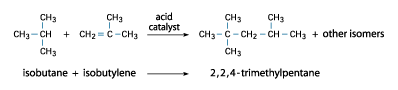 CH3 CH3 acid CH3 CH3
catalyst
CH3–CH + CH2=C–CH3 → CH3–C–CH2–CH–CH3 + other isomers
CH3 CH3
isobutane + isobutylene → 2,2,4-trimethylpentane